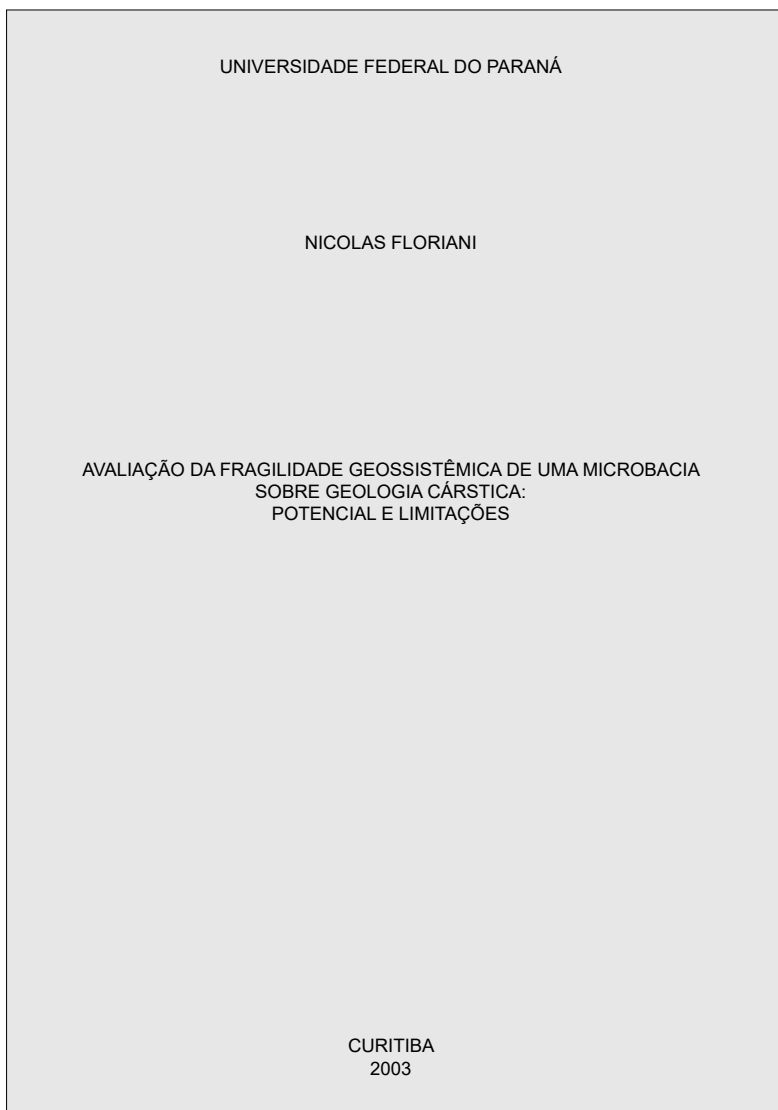 UNIVERSIDADE FEDERAL DO PARANÁ
NICOLAS FLORIANI
AVALIAÇÃO DA FRAGILIDADE GEOSSISTÊMICA DE UMA MICROBACIA
SOBRE GEOLOGIA CÁRSTICA:
POTENCIAL E LIMITAÇÕES
CURITIBA
2003